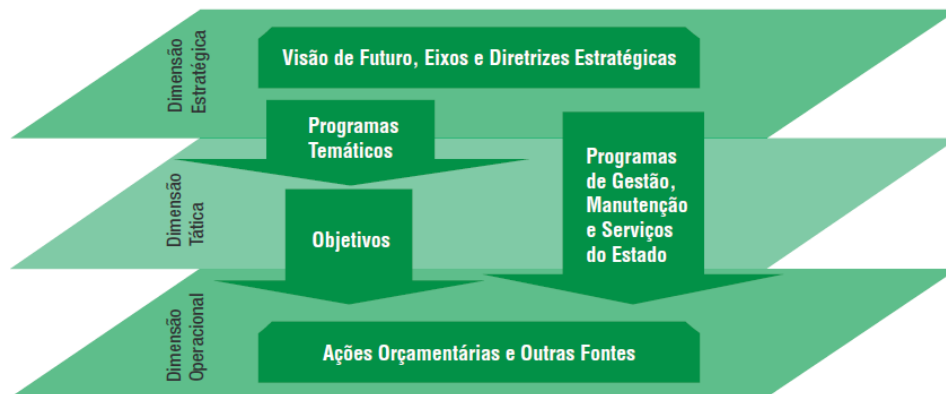 Dimensão
Estratégica
Visão de Futuro, Eixos e Diretrizes Estratégicas
Programas
Temáticos
Dimensão
Tática
Objetivos
Programas
de Gestão,
Manutenção
e Serviços
do Estado
Dimensão
Operacional
Ações Orçamentárias e Outras Fontes